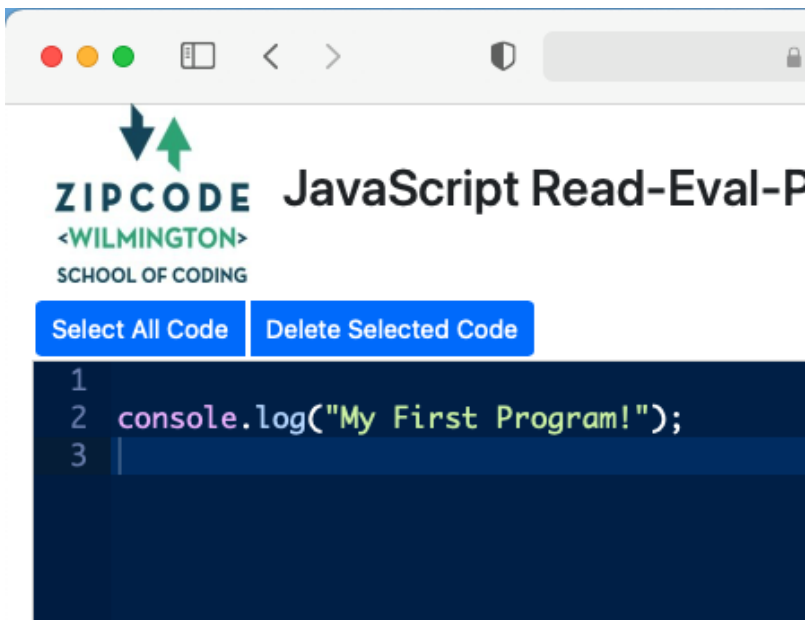 ZIPCODE
<WILMINGTON>
SCHOOL OF CODING
JavaScript Read-Eval-P
Select All Code Delete Selected Code
1
2 console.log("My First Program!");
3